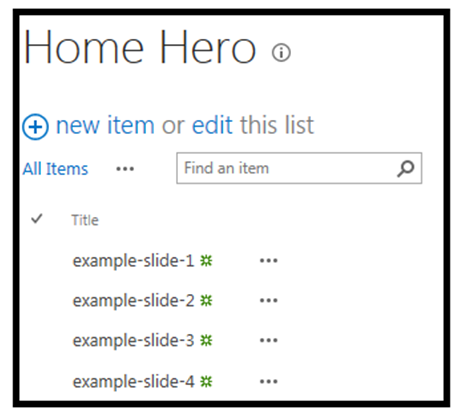 Home Hero
new item or edit this list
All Items ... Find an item
Title
example-slide-1 ...
example-slide-2 ...
example-slide-3 ...
example-slide-4 ...